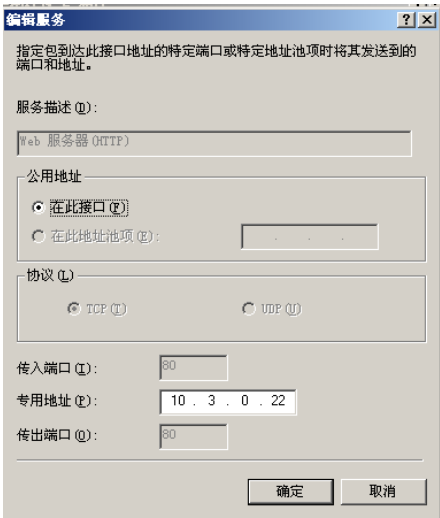 编辑服务
指定包到达此接口地址的特定端口或特定地址池项时将其发送到的
端口和地址。
服务描述(D):
Web 服务器(HTTP)
公用地址
在此接口(F)
在此地址池项(E):
协议(L)
TCP(T) UDP(U)
传入端口(I): 80
专用地址(P): 10 . 3 . 0 . 22
传出端口(O): 80
确定 取消